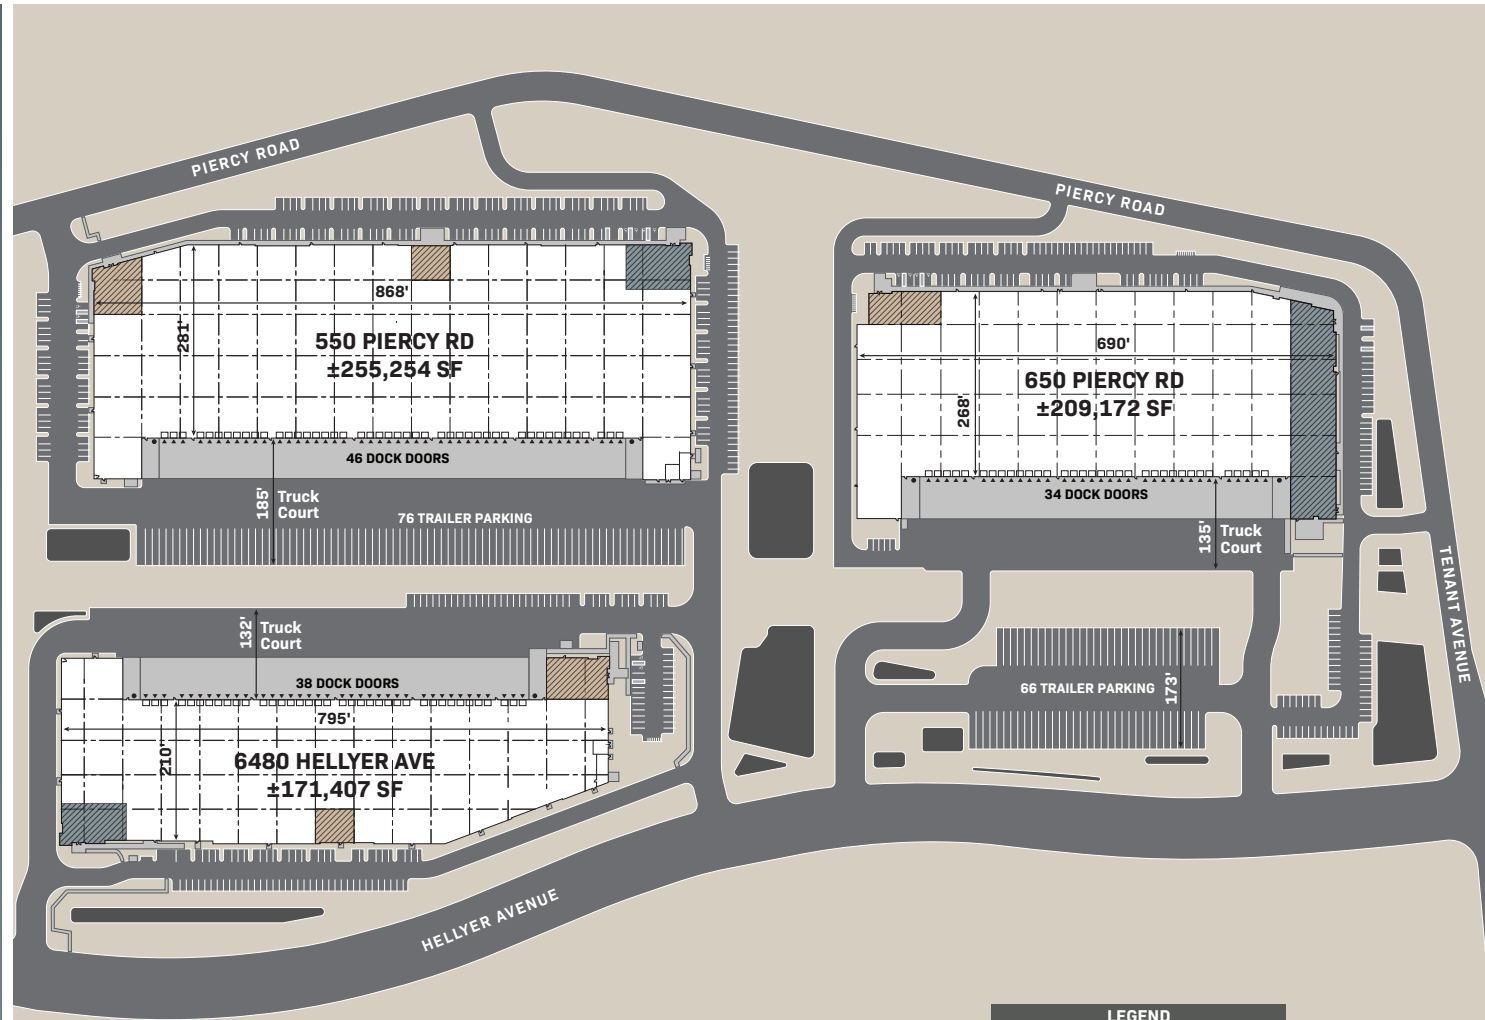 PIERCY ROAD
PIERCY ROAD
868'
281'
550 PIERCY RD
±255,254 SF
46 DOCK DOORS
185'
Truck
Court
76 TRAILER PARKING
690'
268'
650 PIERCY RD
±209,172 SF
34 DOCK DOORS
135'
Truck
Court
TENANT AVENUE
132'
Truck
Court
38 DOCK DOORS
795'
210'
6480 HELLYER AVE
±171,407 SF
66 TRAILER PARKING
173'
HELLYER AVENUE
LEGEND